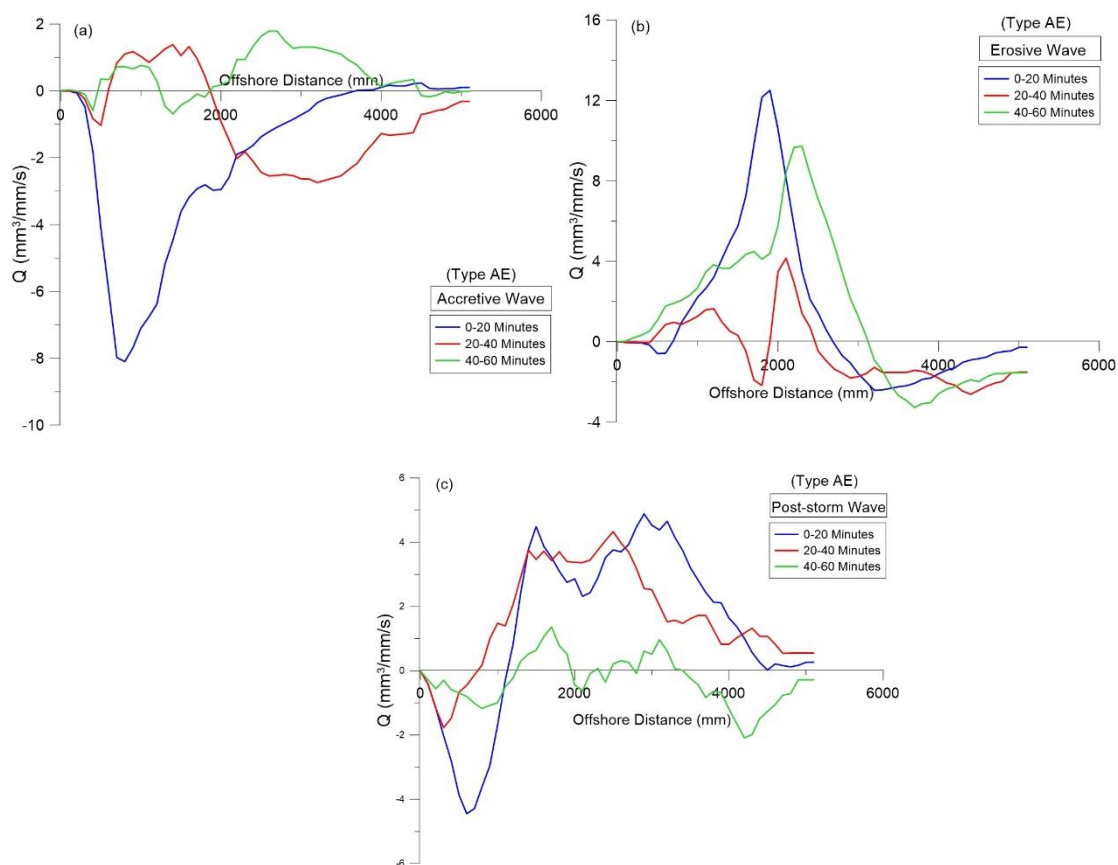 (a)
2
0
-2
-4
-6
-8
-10
Q (mm³/mm/s)
Offshore Distance (mm)
0
2000
4000
6000
(Type AE)
Accretive Wave
0-20 Minutes
20-40 Minutes
40-60 Minutes
(b)
16
12
8
4
0
-4
Q (mm³/mm/s)
Offshore Distance (mm)
0
2000
4000
6000
(Type AE)
Erosive Wave
0-20 Minutes
20-40 Minutes
40-60 Minutes
(c)
6
4
2
0
-2
-4
-6
Q (mm³/mm/s)
Offshore Distance (mm)
0
2000
4000
6000
(Type AE)
Post-storm Wave
0-20 Minutes
20-40 Minutes
40-60 Minutes